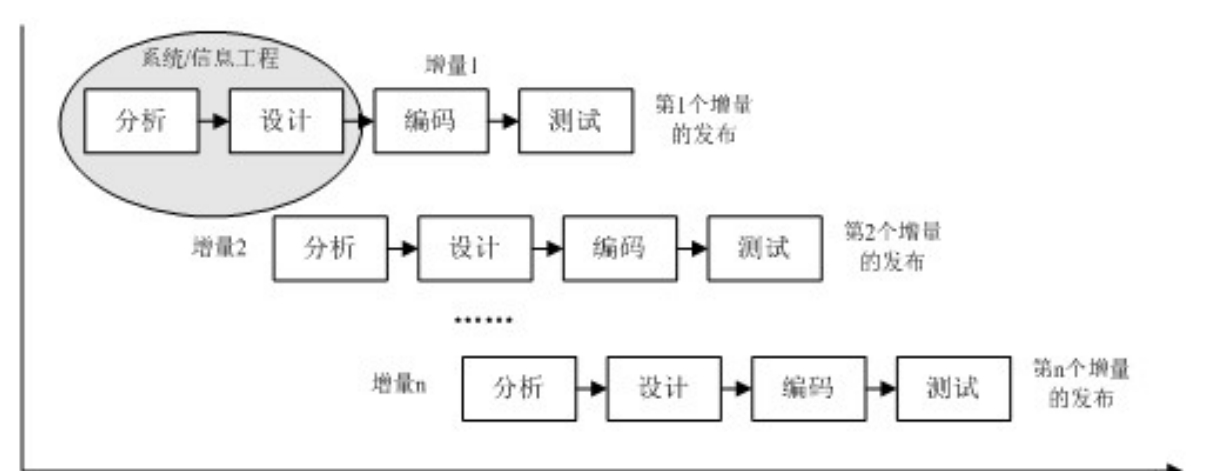 系统/信息工程
增量1
分析
设计
编码
测试
第1个增量
的发布
增量2
分析
设计
编码
测试
第2个增量
的发布
······
增量n
分析
设计
编码
测试
第n个增量
的发布